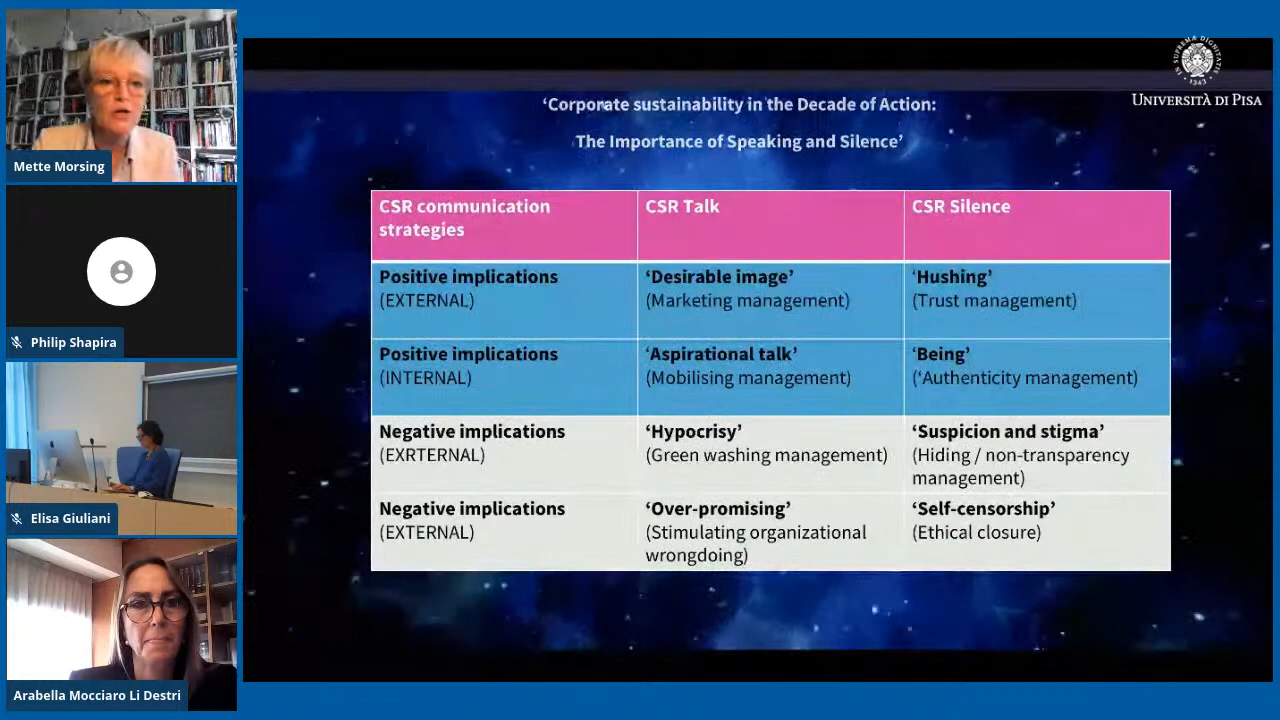 Mette Morsing
Philip Shapira
Elisa Giuliani
Arabella Mocciaro Li Destri
IN SUPREMÆ DIGNITATIS
1343
UNIVERSITÀ DI PISA
‘Corporate sustainability in the Decade of Action:
The Importance of Speaking and Silence’
CSR communication
strategies
CSR Talk
CSR Silence
Positive implications
(EXTERNAL)
‘Desirable image’
(Marketing management)
‘Hushing’
(Trust management)
Positive implications
(INTERNAL)
‘Aspirational talk’
(Mobilising management)
‘Being’
(‘Authenticity management)
Negative implications
(EXRTERNAL)
‘Hypocrisy’
(Green washing management)
‘Suspicion and stigma’
(Hiding / non-transparency
management)
Negative implications
(EXTERNAL)
‘Over-promising’
(Stimulating organizational
wrongdoing)
‘Self-censorship’
(Ethical closure)